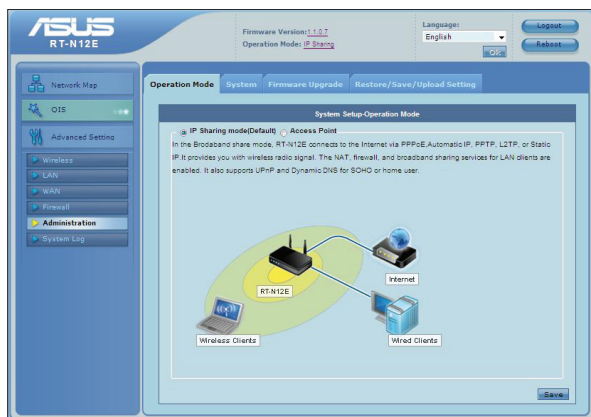 ASUS
RT-N12E
Firmware Version:1.1.0.7
Operation Mode: IP Sharing
Language:
English
OK
Logout
Reboot
Network Map
OIS
Advanced Setting
Wireless
LAN
WAN
Firewall
Administration
System Log
Operation Mode
System
Firmware Upgrade
Restore/Save/Upload Setting
System Setup-Operation Mode
IP Sharing mode(Default) Access Point
In the Brodaband share mode, RT-N12E connects to the Internet via PPPoE,Automatic IP, PPTP, L2TP, or Static
IP.It provides you with wireless radio signal. The NAT, firewall, and broadband sharing services for LAN clients are
enabled. It also supports UPnP and Dynamic DNS for SOHO or home user.
Internet
RT-N12E
Wireless Clients
Wired Clients
Save